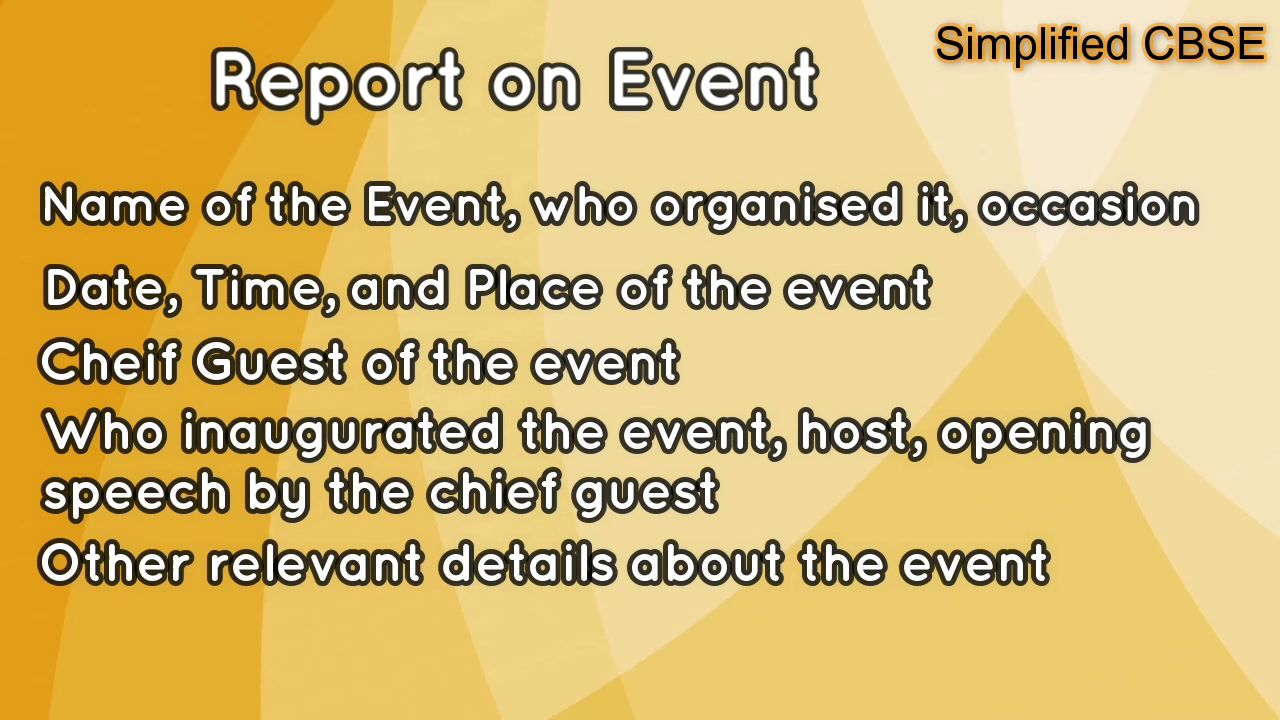 Simplified CBSE
Report on Event
Name of the Event, who organised it, occasion
Date, Time, and Place of the event
Cheif Guest of the event
Who inaugurated the event, host, opening
speech by the chief guest
Other relevant details about the event